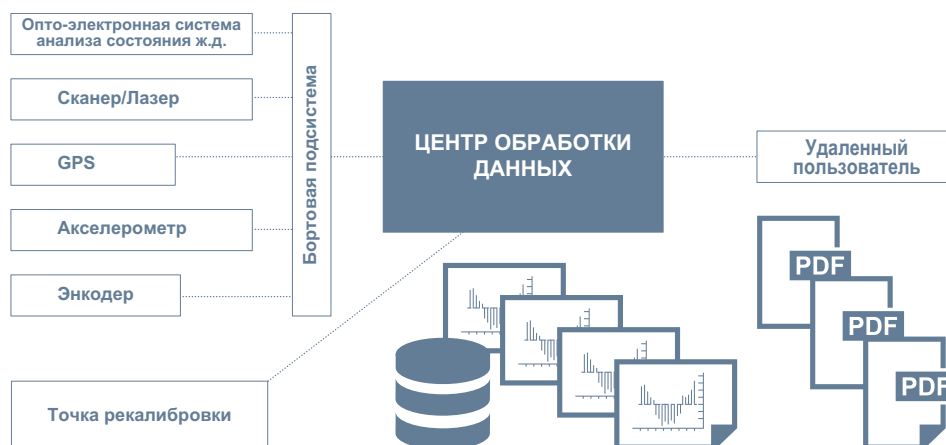 Опто-электронная система
анализа состояния ж.д.
Сканер/Лазер
GPS
Акселерометр
Энкодер
Бортовая подсистема
ЦЕНТР ОБРАБОТКИ
ДАННЫХ
Удаленный
пользователь
Точка рекалибровки
PDF
PDF
PDF